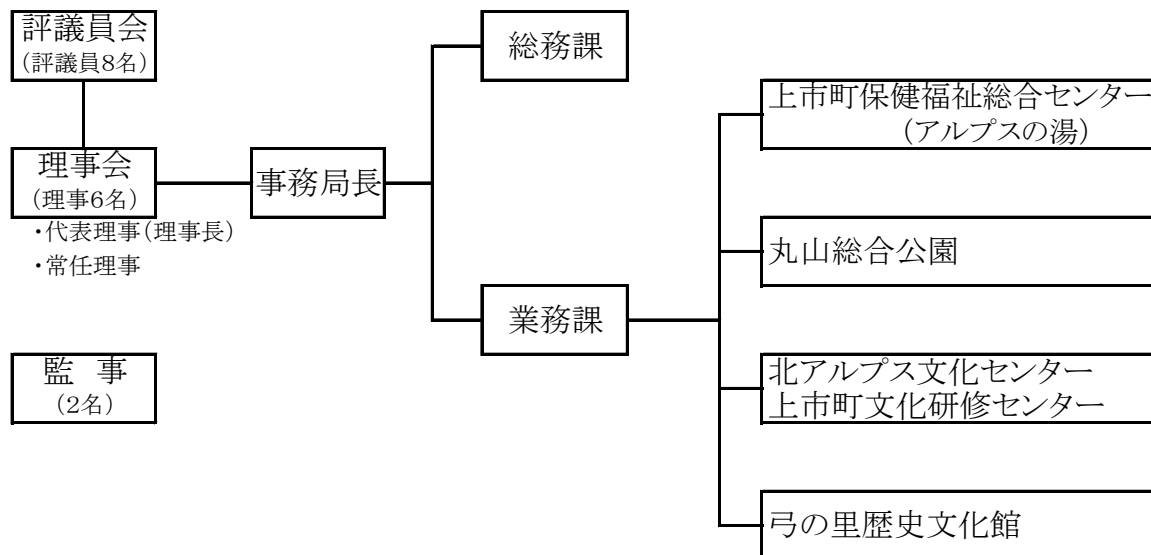 評議員会
(評議員8名)
理事会
(理事6名)
・代表理事(理事長)
・常任理事
監　事
(2名)
事務局長
総務課
業務課
上市町保健福祉総合センター
(アルプスの湯)
丸山総合公園
北アルプス文化センター
上市町文化研修センター
弓の里歴史文化館